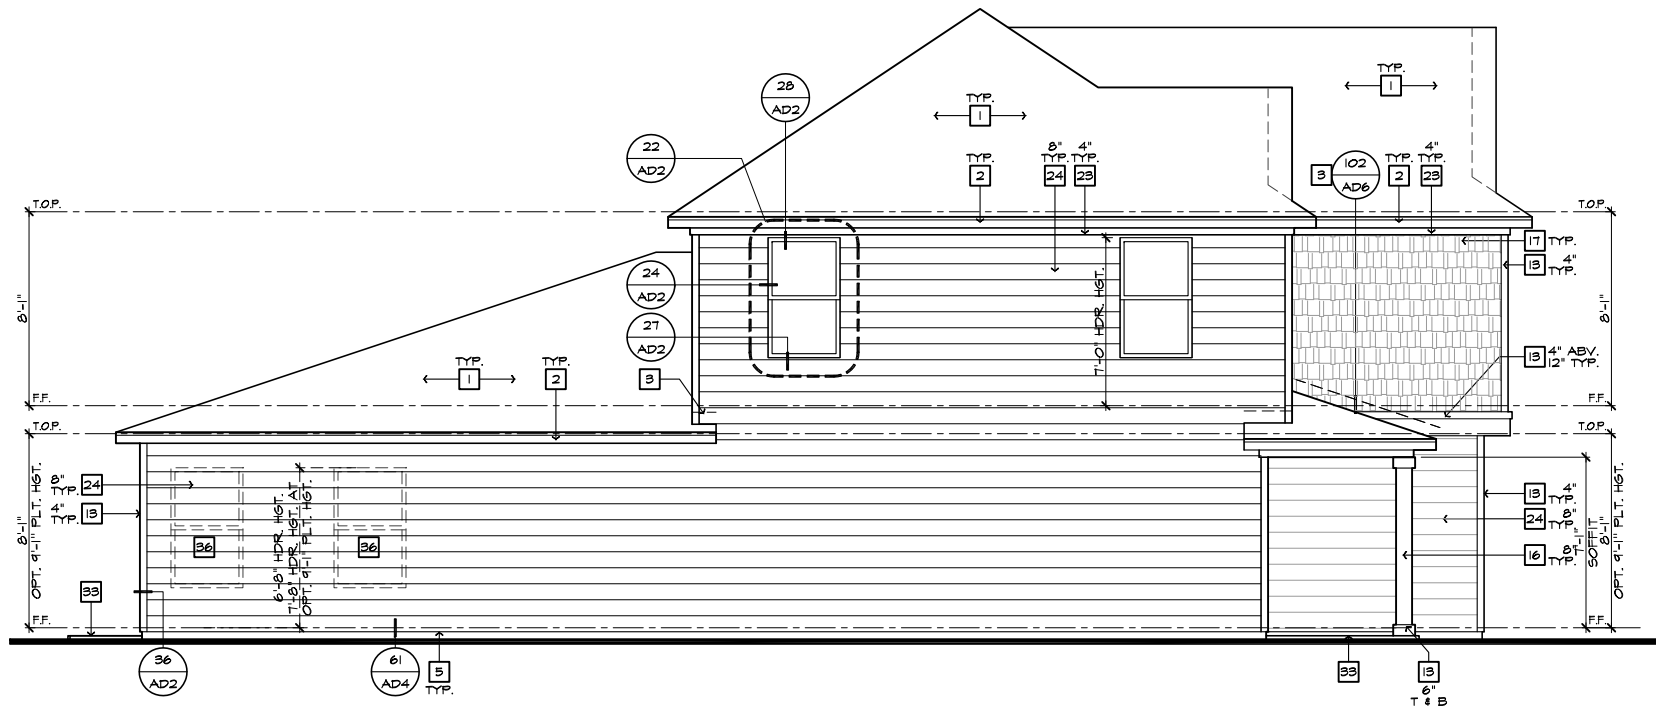 TYP.
1
28
AD2
TYP.
1
22
AD2
TYP.
2
8"
TYP.
24
4"
TYP.
23
3
102
AD6
TYP.
2
4"
TYP.
23
T.O.P.
T.O.P.
17 TYP.
13 4"
TYP.
24
AD2
8'-1"
7'-0" HDR. HGT.
8'-1"
27
AD2
TYP.
1
TYP.
2
3
13 4" ABV.
12" TYP.
F.F.
F.F.
T.O.P.
T.O.P.
8"
TYP.
24
4"
TYP.
13
8'-1"
OPT. 9'-1" PLT. HGT.
36
36
6'-8" HDR. HGT.
7'-8" HDR. HGT. AT
OPT. 9'-1" PLT. HGT.
13 4"
TYP.
24 8"
TYP.
16 8"
TYP.
7'-1"
SOFFIT
8'-1"
OPT. 9'-1" PLT. HGT.
33
F.F.
F.F.
36
AD2
61
AD4
5
TYP.
33
13
6"
T & B